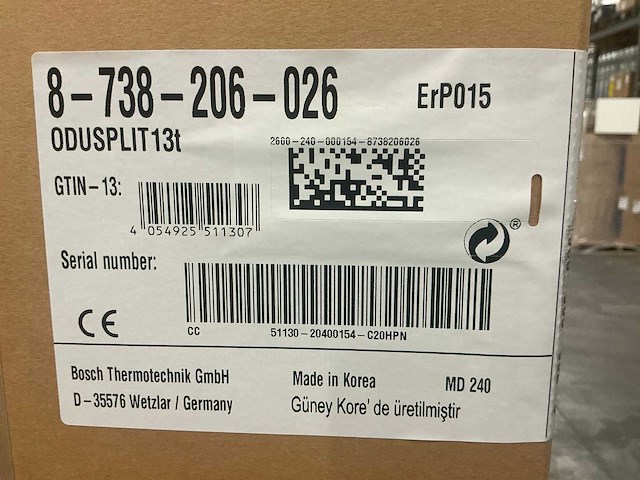 8-738-206-026
ErP015
ODUSPLIT13t
2600-240-000154-8738206026
GTIN-13:
4 054925 511307
®
Serial number:
CC 51130-20400154-C20HPN
CE
Bosch Thermotechnik GmbH
Made in Korea
MD 240
D-35576 Wetzlar / Germany
Güney Kore' de üretilmiştir